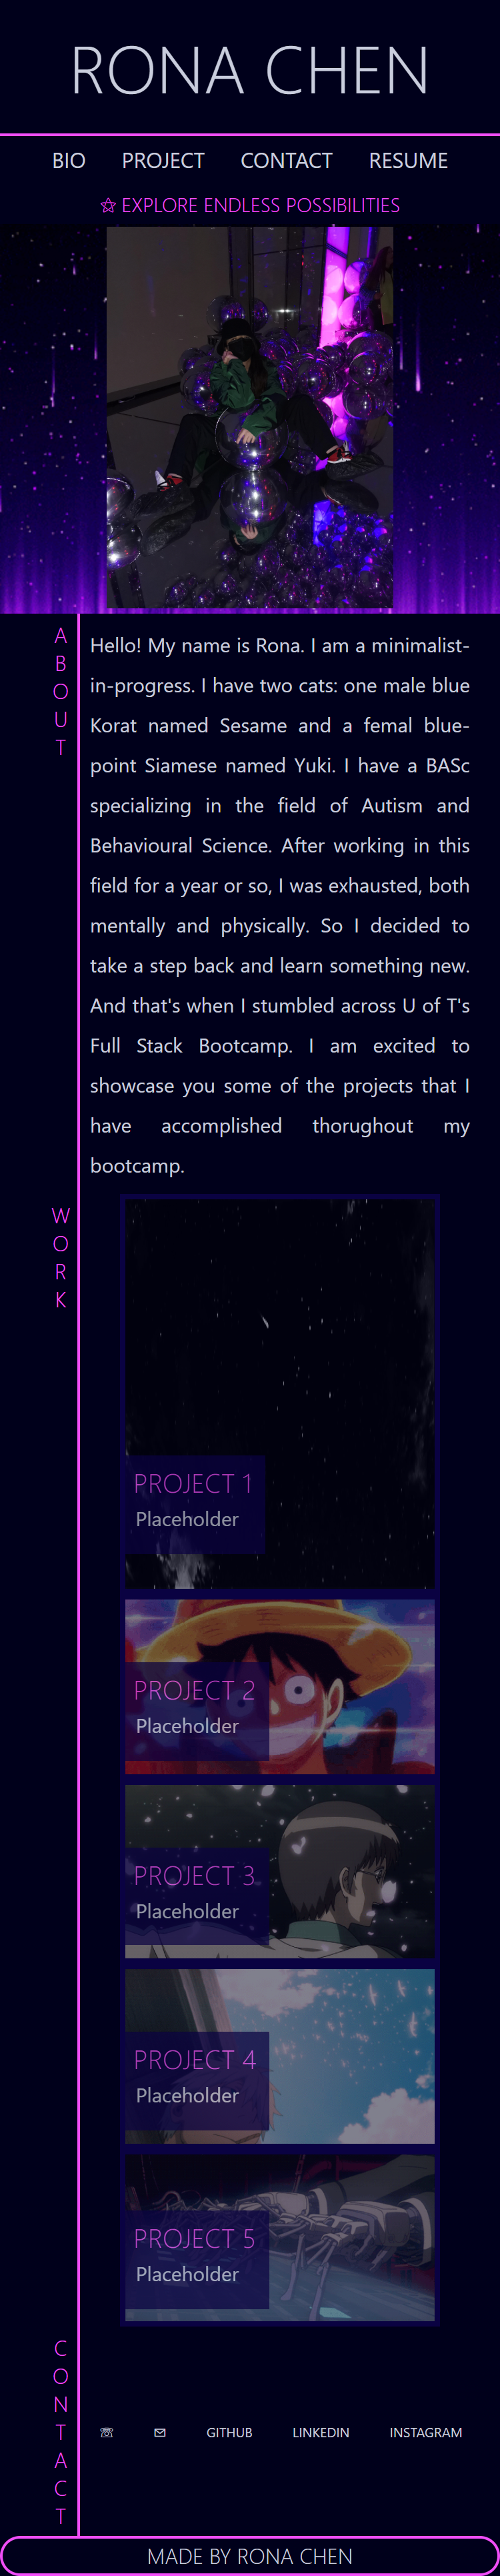 RONA CHEN
BIO PROJECT CONTACT RESUME
☆ EXPLORE ENDLESS POSSIBILITIES
ABOUT
Hello! My name is Rona. I am a minimalist-
in-progress. I have two cats: one male blue
Korat named Sesame and a femal blue-
point Siamese named Yuki. I have a BASc
specializing in the field of Autism and
Behavioural Science. After working in this
field for a year or so, I was exhausted, both
mentally and physically. So I decided to
take a step back and learn something new.
And that's when I stumbled across U of T's
Full Stack Bootcamp. I am excited to
showcase you some of the projects that I
have accomplished thorughout my
bootcamp.
WORK
PROJECT 1
Placeholder
PROJECT 2
Placeholder
PROJECT 3
Placeholder
PROJECT 4
Placeholder
PROJECT 5
Placeholder
CONTACT
☏ ✉ GITHUB LINKEDIN INSTAGRAM
MADE BY RONA CHEN